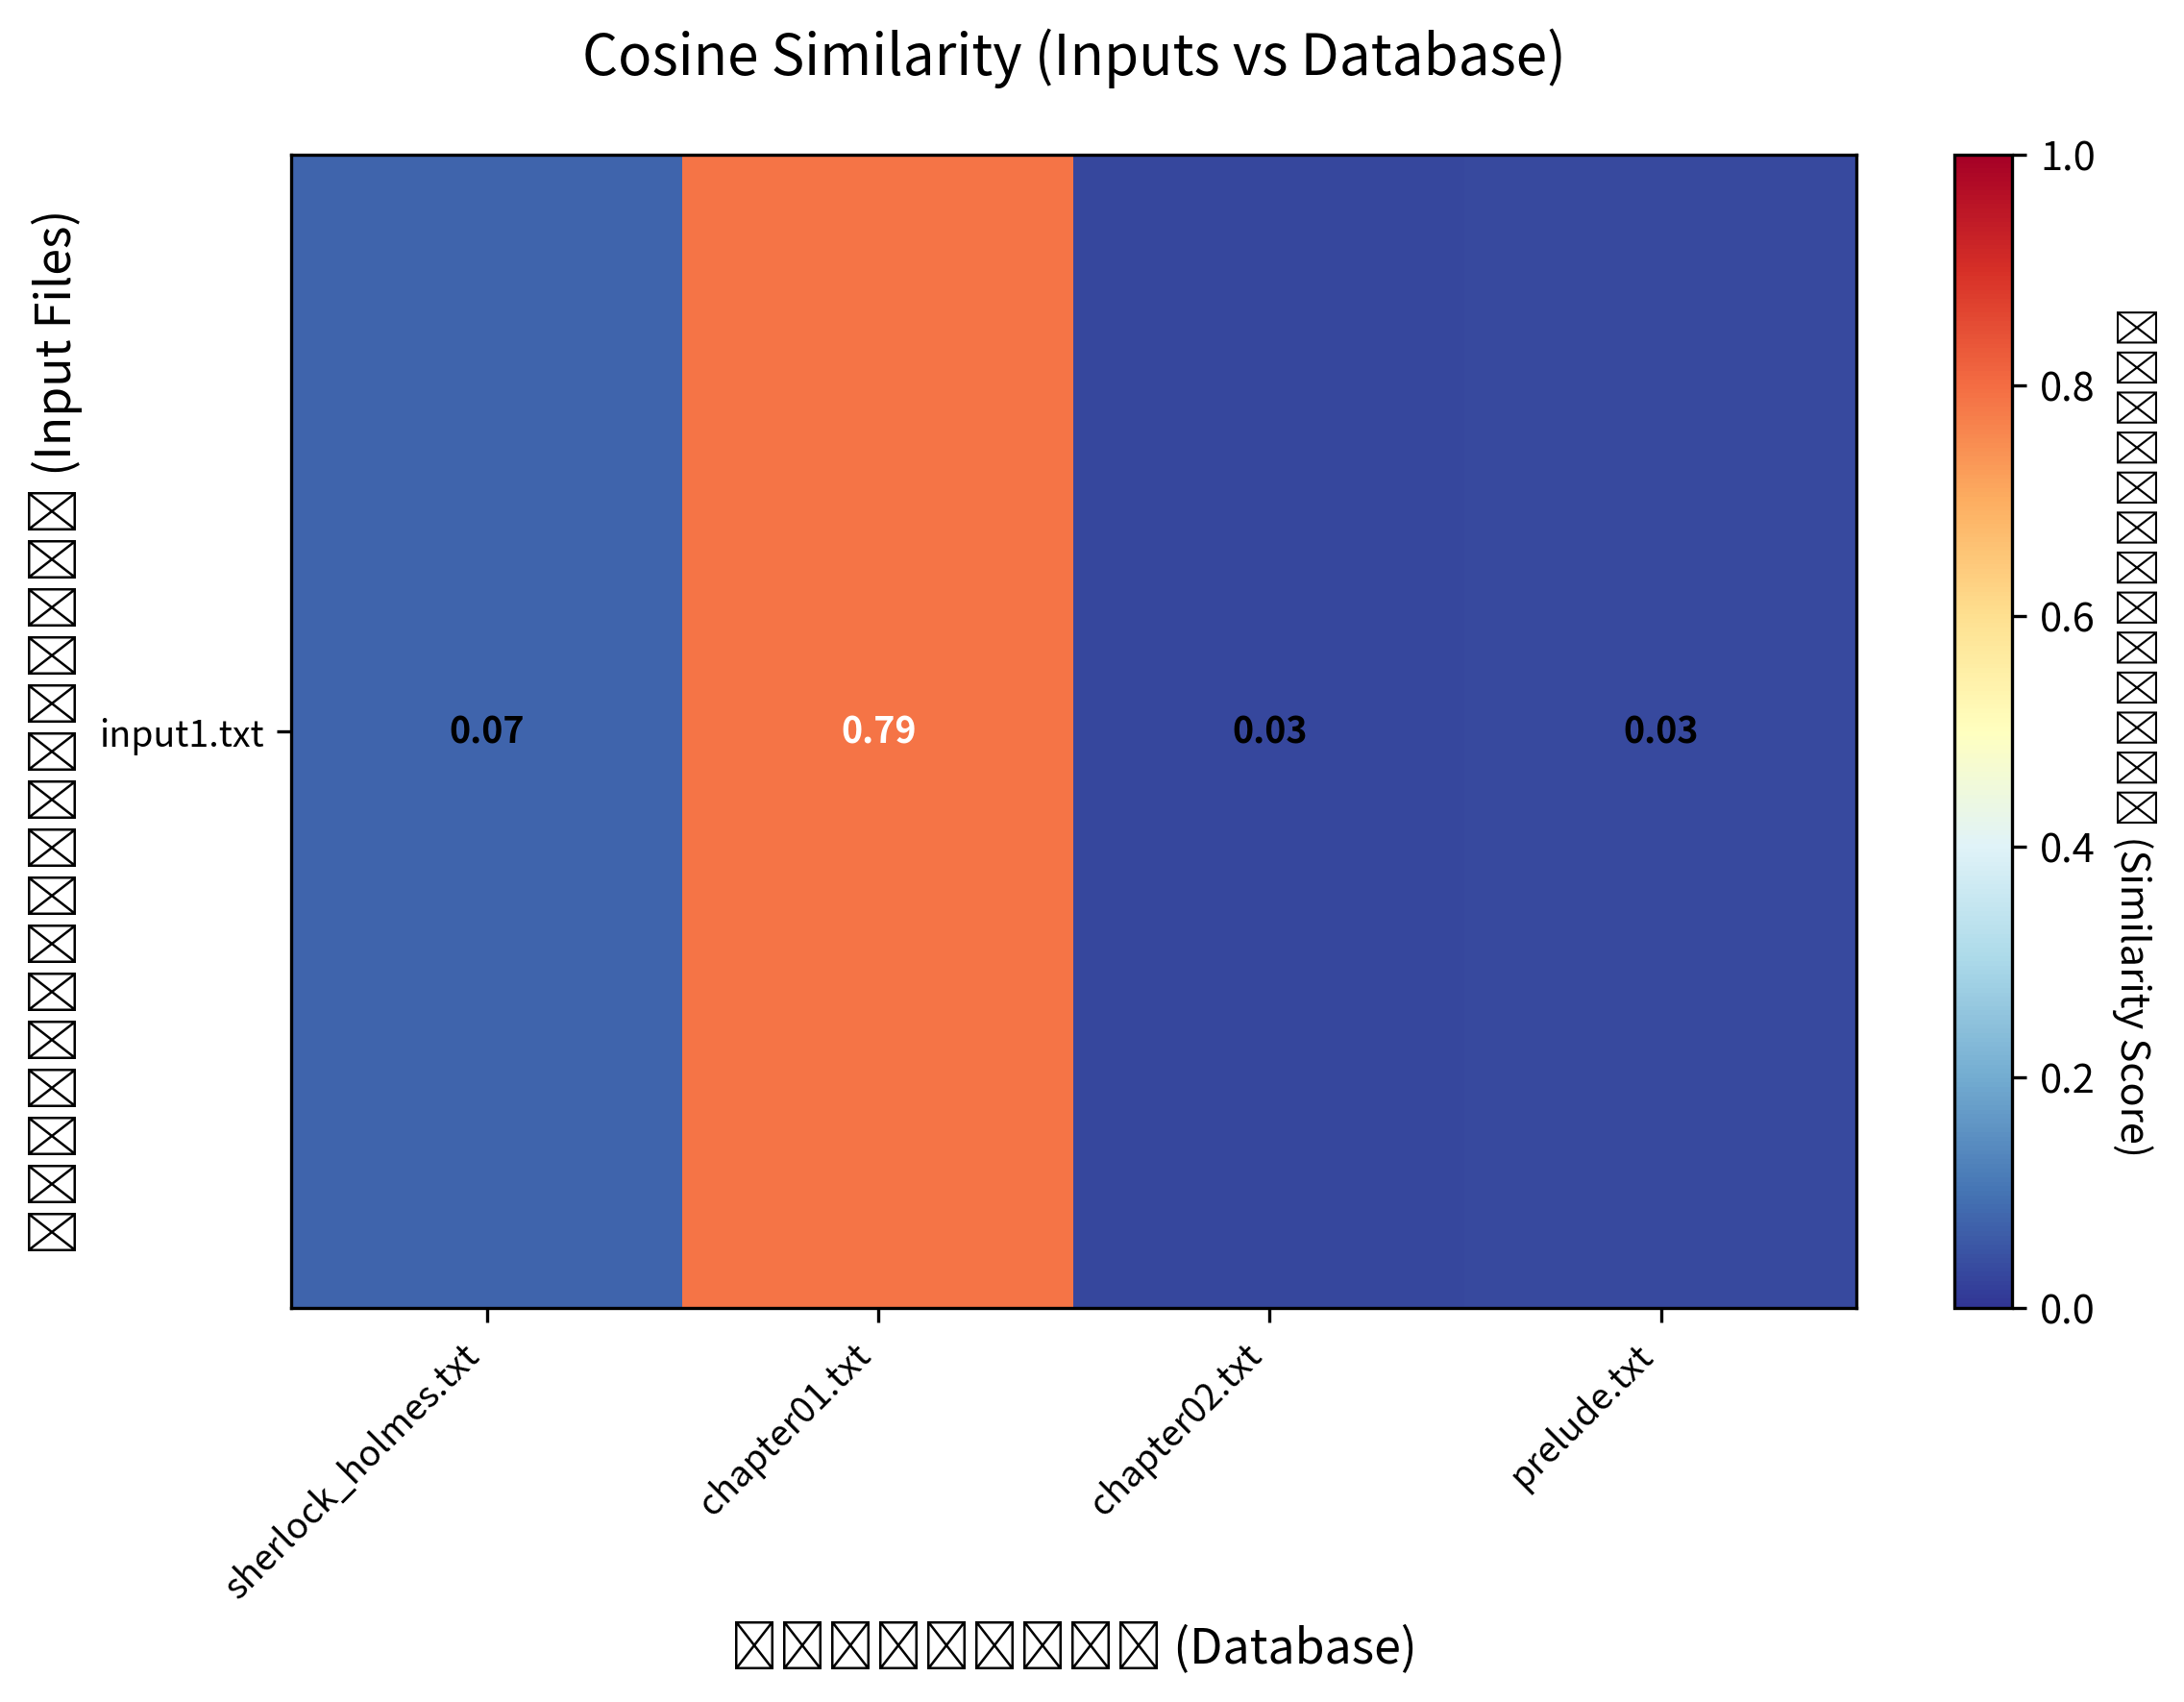 Cosine Similarity (Inputs vs Database)
(Input Files)
input1.txt
0.07 0.79 0.03 0.03
sherlock_holmes.txt
chapter01.txt
chapter02.txt
prelude.txt
(Database)
1.0
0.8
0.6
0.4
0.2
0.0
(Similarity Score)